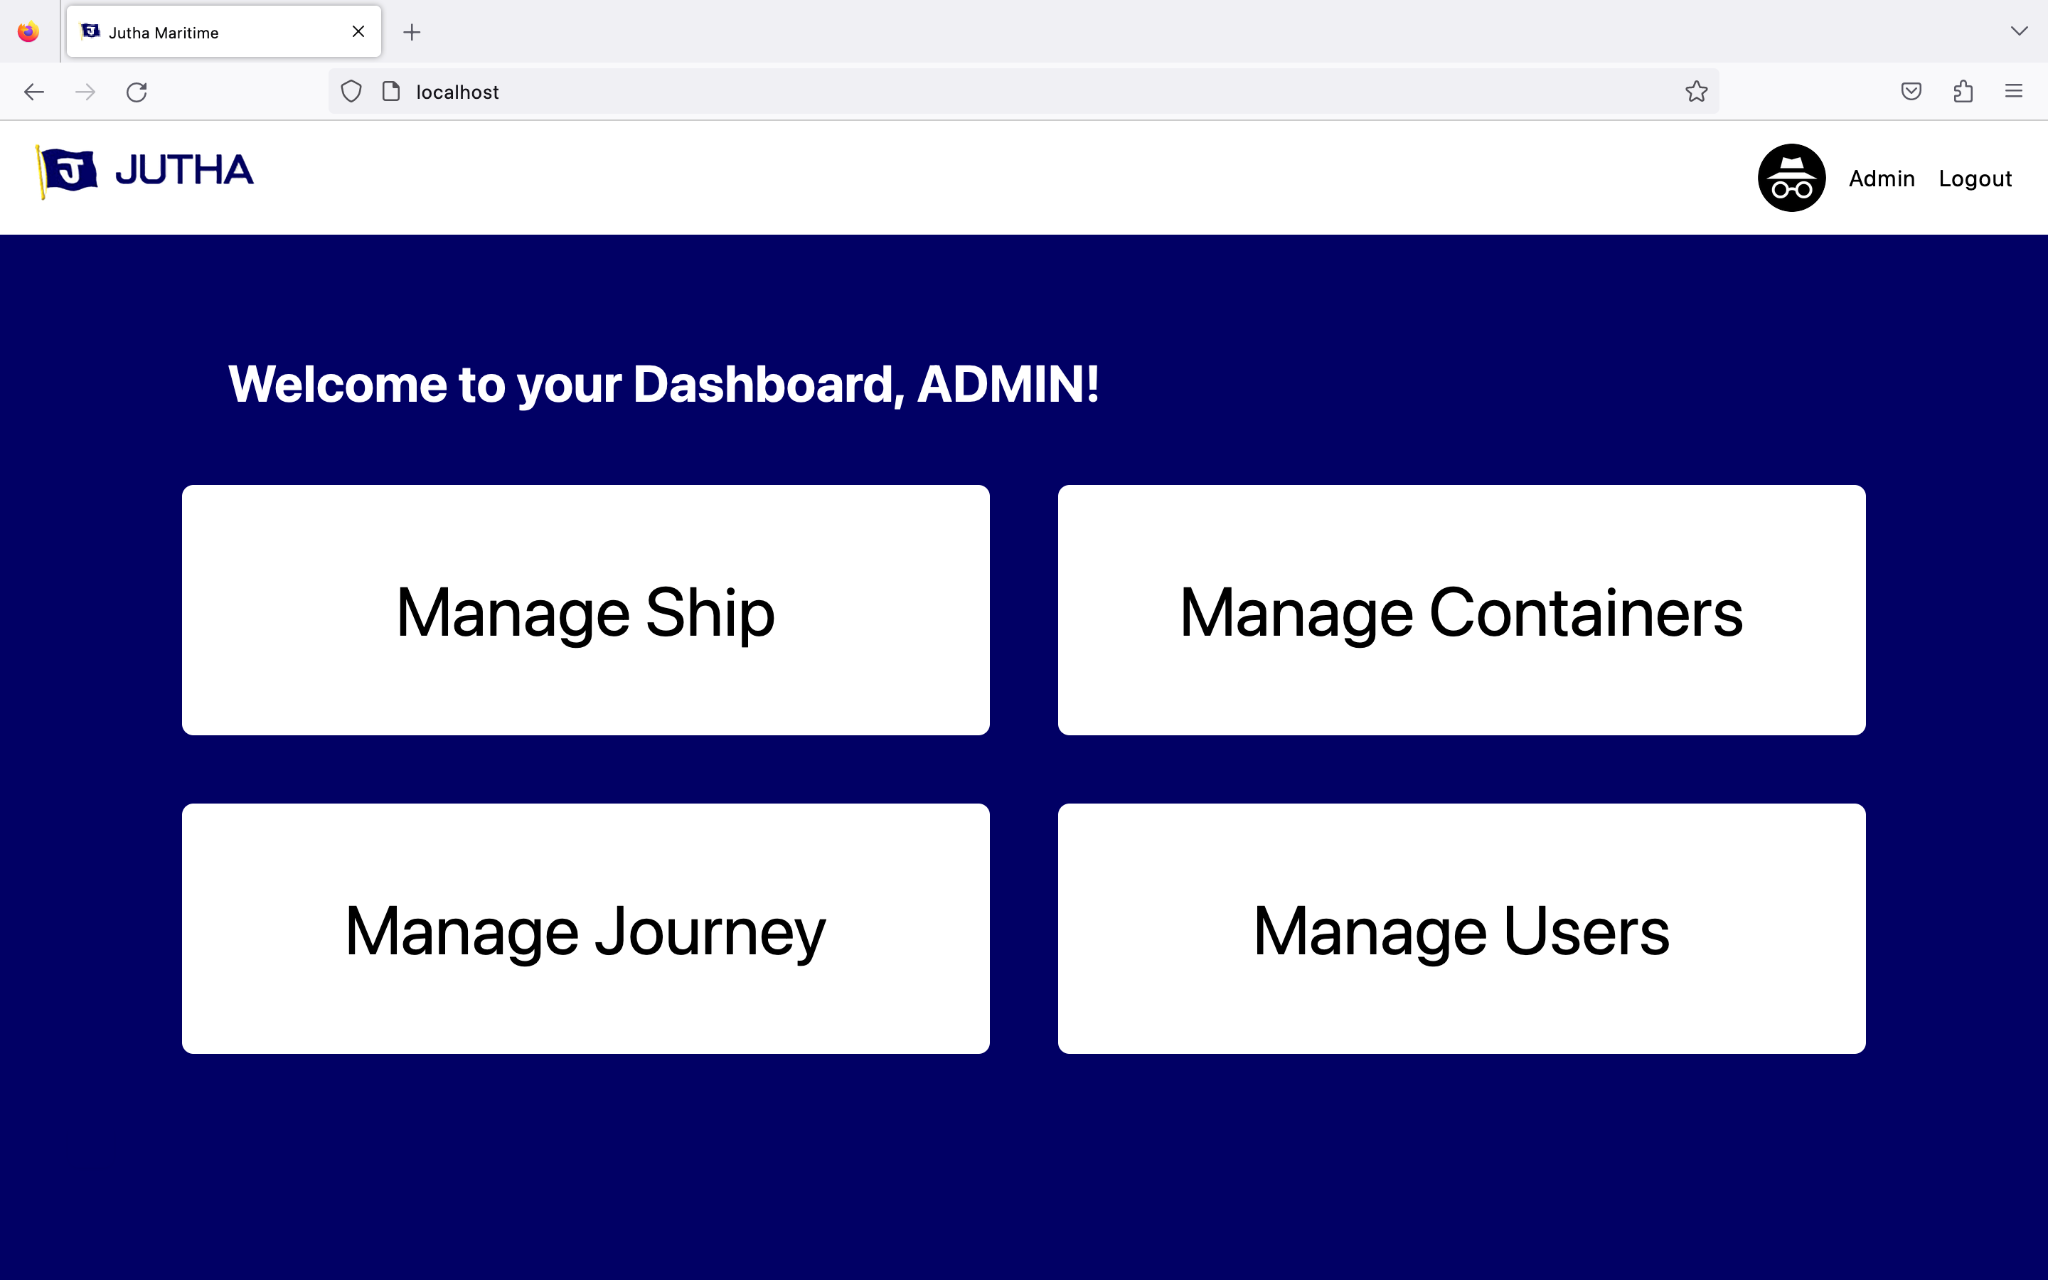 Jutha Maritime
localhost
J JUTHA
Admin Logout
Welcome to your Dashboard, ADMIN!
Manage Ship
Manage Containers
Manage Journey
Manage Users